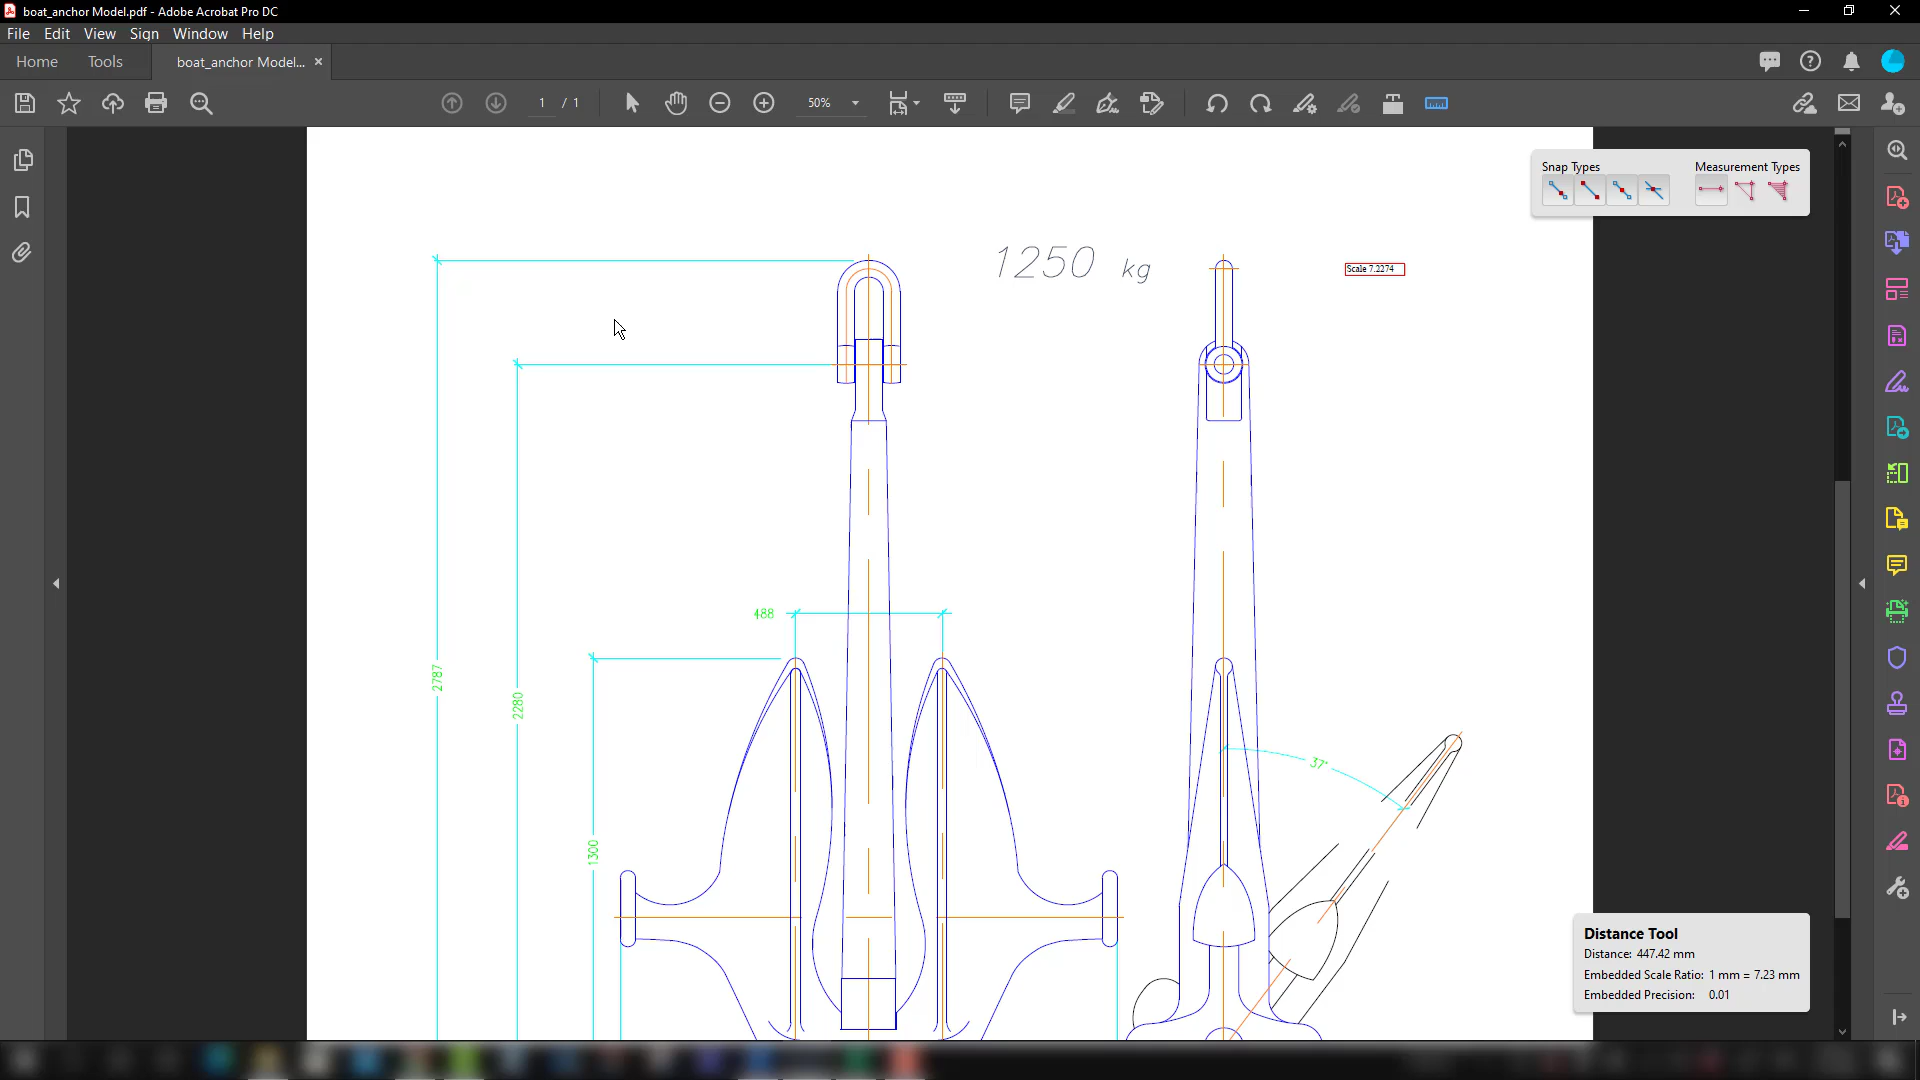 boat_anchor Model.pdf - Adobe Acrobat Pro DC
File Edit View Sign Window Help
Home Tools boat_anchor Model... ×
1 / 1 50%
Snap Types Measurement Types
1250 kg
Scale 7.2274
488
2787
2280
37°
1300
Distance Tool
Distance: 447.42 mm
Embedded Scale Ratio: 1 mm = 7.23 mm
Embedded Precision: 0.01